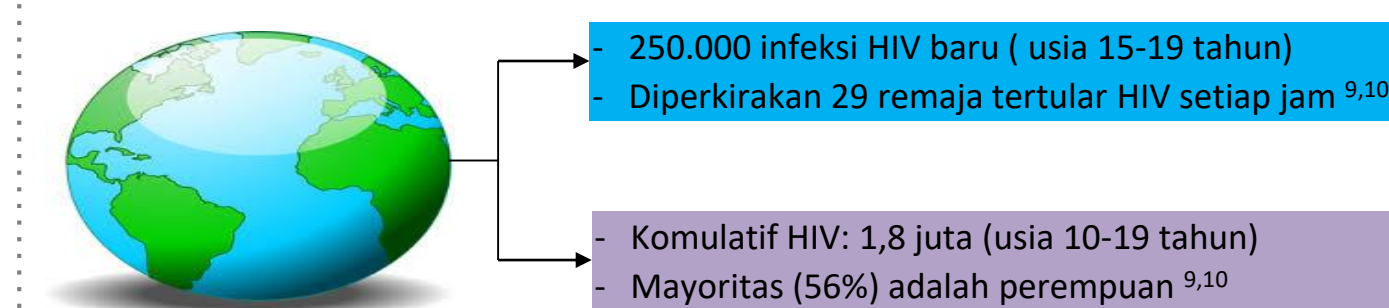 - 250.000 infeksi HIV baru ( usia 15-19 tahun)
- Diperkirakan 29 remaja tertular HIV setiap jam 9,10
- Komulatif HIV: 1,8 juta (usia 10-19 tahun)
- Mayoritas (56%) adalah perempuan 9,10